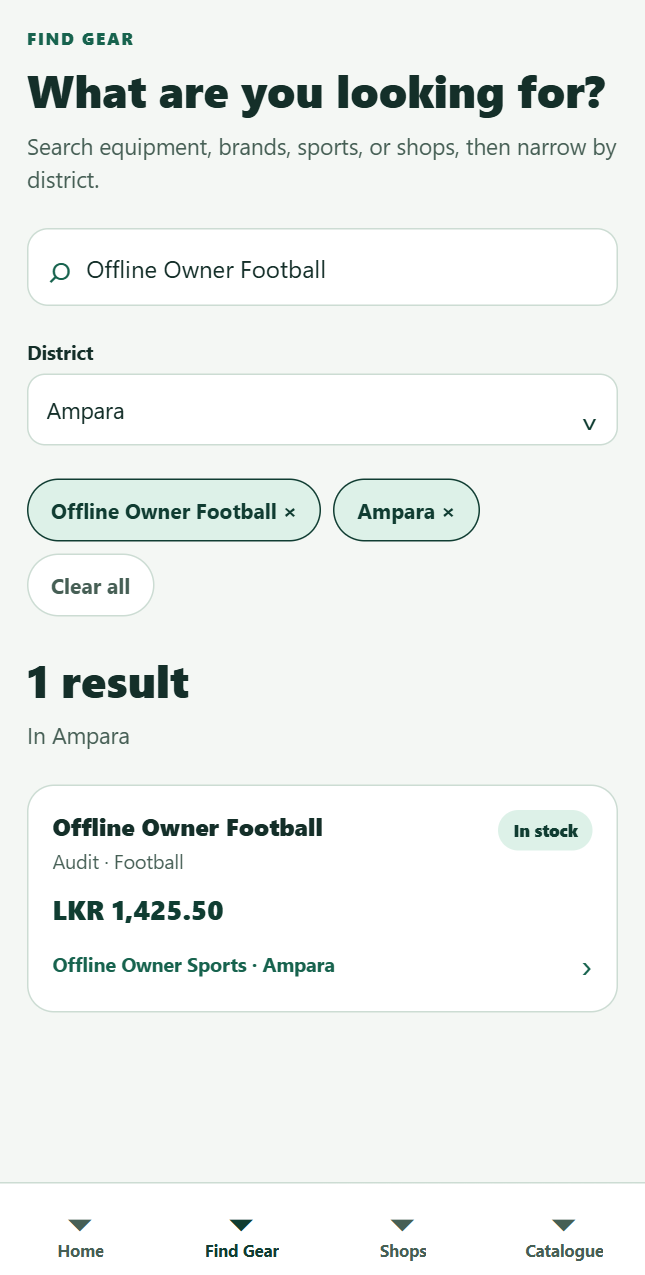 FIND GEAR
What are you looking for?
Search equipment, brands, sports, or shops, then narrow by
district.
Offline Owner Football
District
Ampara
Offline Owner Football ×
Ampara ×
Clear all
1 result
In Ampara
Offline Owner Football
In stock
Audit · Football
LKR 1,425.50
Offline Owner Sports · Ampara
Home
Find Gear
Shops
Catalogue